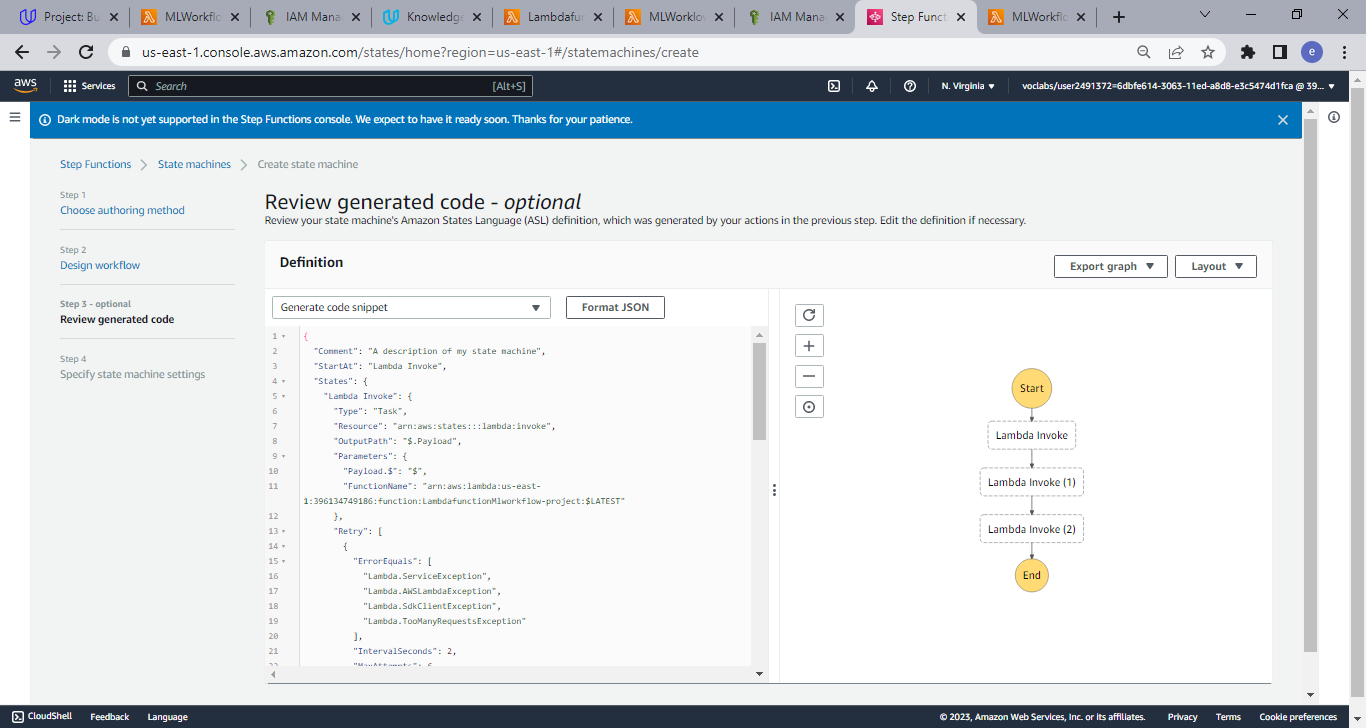 Project: Bu
MLWorkflo
IAM Mana
Knowledge
Lambdafun
MLWorklow
IAM Mana
Step Funct
MLWorkflo
us-east-1.console.aws.amazon.com/states/home?region=us-east-1#/statemachines/create
e
aws
Services
Search
[Alt+S]
N. Virginia
voclabs/user2491372=6dbfe614-3063-11ed-a8d8-e3c5474d1fca @ 39...
Dark mode is not yet supported in the Step Functions console. We expect to have it ready soon. Thanks for your patience.
Step Functions
State machines
Create state machine
Step 1
Choose authoring method
Step 2
Design workflow
Step 3 - optional
Review generated code
Step 4
Specify state machine settings
Review generated code - optional
Review your state machine's Amazon States Language (ASL) definition, which was generated by your actions in the previous step. Edit the definition if necessary.
Definition
Export graph
Layout
Generate code snippet
Format JSON
1 {
2 "Comment": "A description of my state machine",
3 "StartAt": "Lambda Invoke",
4 "States": {
5 "Lambda Invoke": {
6 "Type": "Task",
7 "Resource": "arn:aws:states:::lambda:invoke",
8 "OutputPath": "$.Payload",
9 "Parameters": {
10 "Payload.$": "$",
11 "FunctionName": "arn:aws:lambda:us-east-
1:396134749186:function:LambdafunctionMlworkflow-project:$LATEST"
12 },
13 "Retry": [
14 {
15 "ErrorEquals": [
16 "Lambda.ServiceException",
17 "Lambda.AWSLambdaException",
18 "Lambda.SdkClientException",
19 "Lambda.TooManyRequestsException"
20 ],
21 "IntervalSeconds": 2,
22 "MaxAttempts": 6,
Start
Lambda Invoke
Lambda Invoke (1)
Lambda Invoke (2)
End
CloudShell
Feedback
Language
© 2023, Amazon Web Services, Inc. or its affiliates.
Privacy
Terms
Cookie preferences